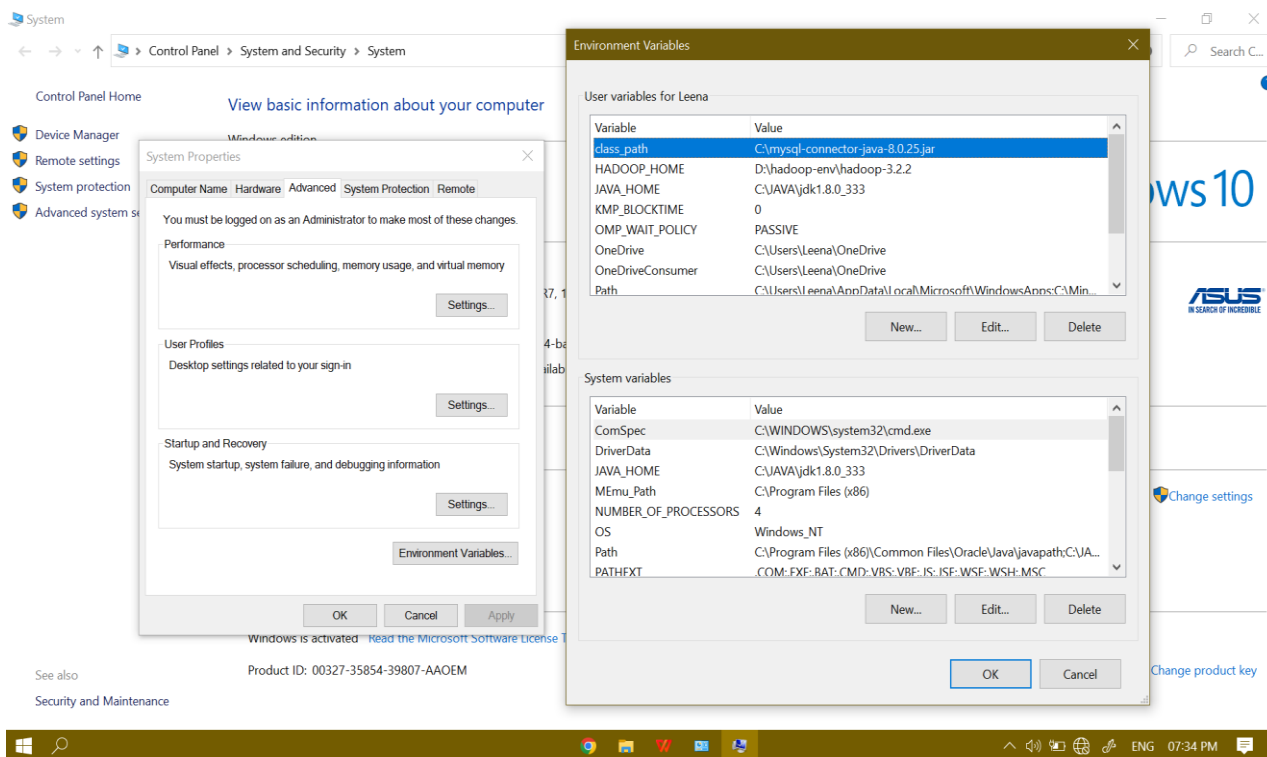 System
Control Panel > System and Security > System
Search C...
Control Panel Home
Device Manager
Remote settings
System protection
Advanced system se
View basic information about your computer
Windows edition
ows 10
R7, 1
4-ba
ilab
ASUS
IN SEARCH OF INCREDIBLE
Change settings
Windows is activated Read the Microsoft Software License T
Product ID: 00327-35854-39807-AAOEM
Change product key
See also
Security and Maintenance
System Properties
Computer Name Hardware Advanced System Protection Remote
You must be logged on as an Administrator to make most of these changes.
Performance
Visual effects, processor scheduling, memory usage, and virtual memory
Settings...
User Profiles
Desktop settings related to your sign-in
Settings...
Startup and Recovery
System startup, system failure, and debugging information
Settings...
Environment Variables...
OK Cancel Apply
Environment Variables
User variables for Leena
Variable Value
class_path C:\mysql-connector-java-8.0.25.jar
HADOOP_HOME D:\hadoop-env\hadoop-3.2.2
JAVA_HOME C:\JAVA\jdk1.8.0_333
KMP_BLOCKTIME 0
OMP_WAIT_POLICY PASSIVE
OneDrive C:\Users\Leena\OneDrive
OneDriveConsumer C:\Users\Leena\OneDrive
Path C:\Users\Leena\AppData\Local\Microsoft\WindowsApps;C:\Min...
New... Edit... Delete
System variables
Variable Value
ComSpec C:\WINDOWS\system32\cmd.exe
DriverData C:\Windows\System32\Drivers\DriverData
JAVA_HOME C:\JAVA\jdk1.8.0_333
MEmu_Path C:\Program Files (x86)
NUMBER_OF_PROCESSORS 4
OS Windows_NT
Path C:\Program Files (x86)\Common Files\Oracle\Java\javapath;C:\JA...
PATHEXT .COM;.EXE;.BAT;.CMD;.VBS;.VBE;.JS;.JSE;.WSF;.WSH;.MSC
New... Edit... Delete
OK Cancel
ENG 07:34 PM